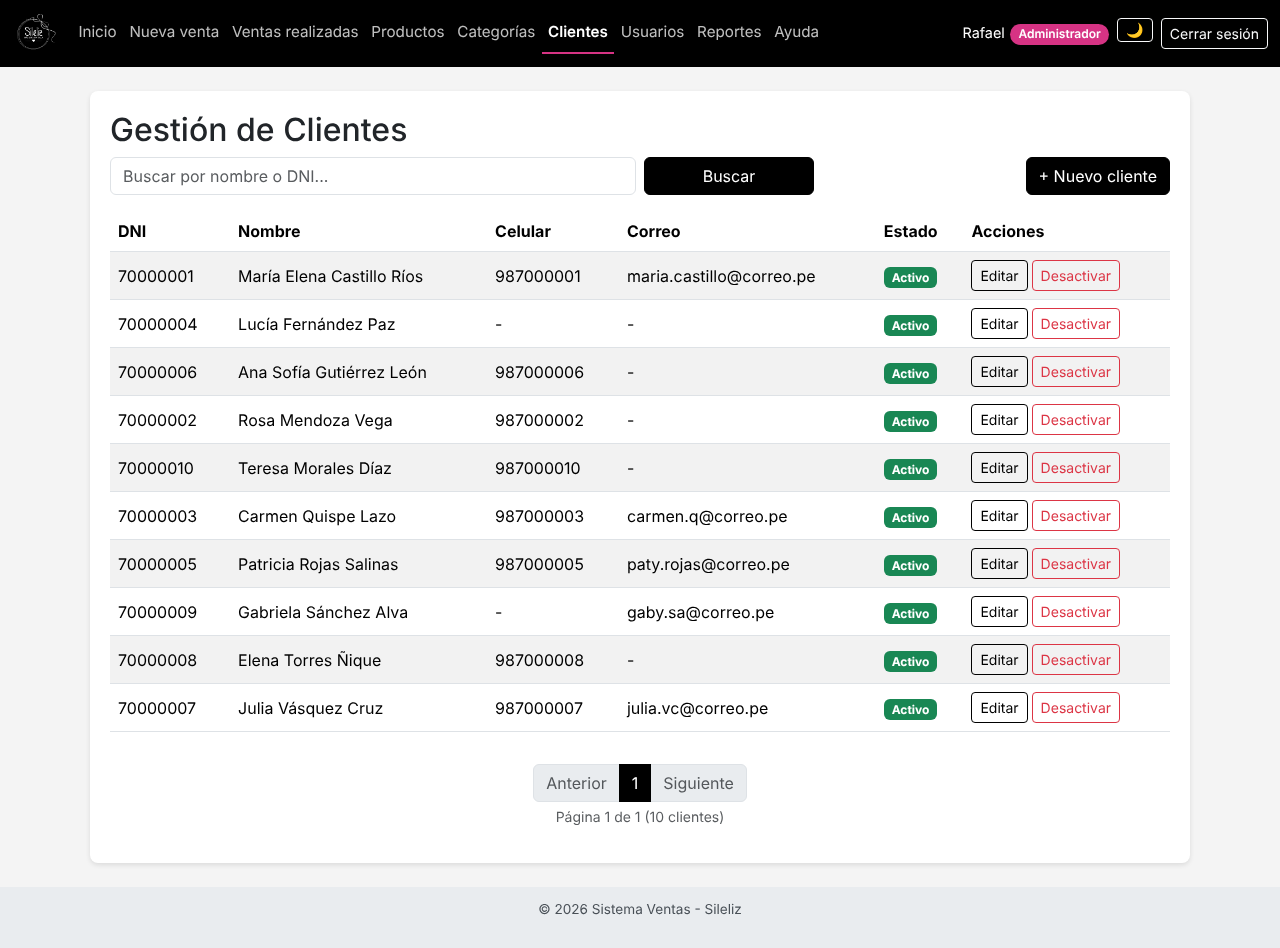 Sileliz
Inicio Nueva venta Ventas realizadas Productos Categorías Clientes Usuarios Reportes Ayuda Rafael Administrador Cerrar sesión
Gestión de Clientes
Buscar por nombre o DNI... Buscar + Nuevo cliente
DNI Nombre Celular Correo Estado Acciones
70000001 María Elena Castillo Ríos 987000001 maria.castillo@correo.pe Activo Editar Desactivar
70000004 Lucía Fernández Paz - - Activo Editar Desactivar
70000006 Ana Sofía Gutiérrez León 987000006 - Activo Editar Desactivar
70000002 Rosa Mendoza Vega 987000002 - Activo Editar Desactivar
70000010 Teresa Morales Díaz 987000010 - Activo Editar Desactivar
70000003 Carmen Quispe Lazo 987000003 carmen.q@correo.pe Activo Editar Desactivar
70000005 Patricia Rojas Salinas 987000005 paty.rojas@correo.pe Activo Editar Desactivar
70000009 Gabriela Sánchez Alva - gaby.sa@correo.pe Activo Editar Desactivar
70000008 Elena Torres Ñique 987000008 - Activo Editar Desactivar
70000007 Julia Vásquez Cruz 987000007 julia.vc@correo.pe Activo Editar Desactivar
Anterior 1 Siguiente
Página 1 de 1 (10 clientes)
© 2026 Sistema Ventas - Sileliz